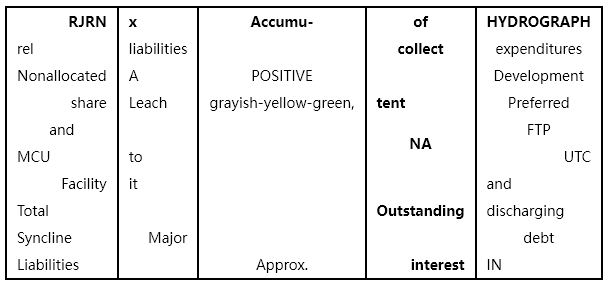 RJRN x Accumu- of HYDROGRAPH
rel liabilities collect expenditures
Nonallocated A POSITIVE Development
share Leach grayish-yellow-green, tent Preferred
and FTP
NA
MCU to UTC
Facility it and
Total Outstanding discharging
Syncline Major debt
Liabilities Approx. interest IN